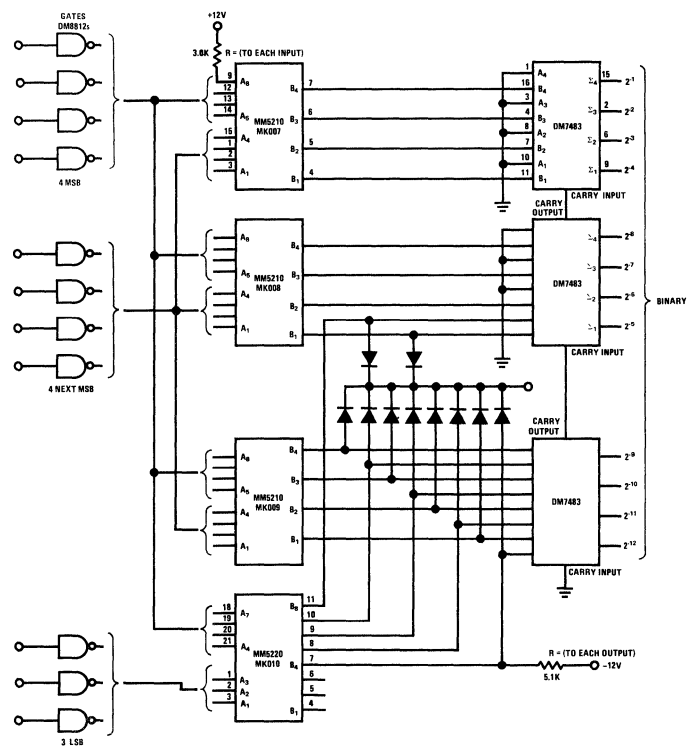 GATES
DM8812s
4 MSB
4 NEXT MSB
3 LSB
+12V
3.6K
R = (TO EACH INPUT)
9
12
13
14
15
1
2
3
A8
A5
A4
A1
MM5210
MK007
B4
B3
B2
B1
7
6
5
4
1
16
3
4
8
7
10
11
A4
B4
A3
B3
A2
B2
A1
B1
DM7483
Σ4
Σ3
Σ2
Σ1
15
2
6
9
2-1
2-2
2-3
2-4
CARRY INPUT
CARRY
OUTPUT
A8
A5
A4
A1
MM5210
MK008
B4
B3
B2
B1
DM7483
Σ4
Σ3
Σ2
Σ1
2-8
2-7
2-6
2-5
CARRY INPUT
BINARY
CARRY
OUTPUT
A8
A5
A4
A1
MM5210
MK009
B4
B3
B2
B1
DM7483
2-9
2-10
2-11
2-12
CARRY INPUT
18
19
20
21
1
2
3
A7
A4
A3
A2
A1
MM5220
MK010
B8
B4
B1
11
10
9
8
7
6
5
4
R = (TO EACH OUTPUT)
5.1K
−12V